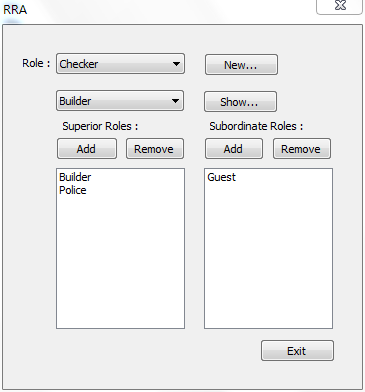 RRA
Role : Checker New...
Builder Show...
Superior Roles : Subordinate Roles :
Add Remove Add Remove
Builder Guest
Police
Exit